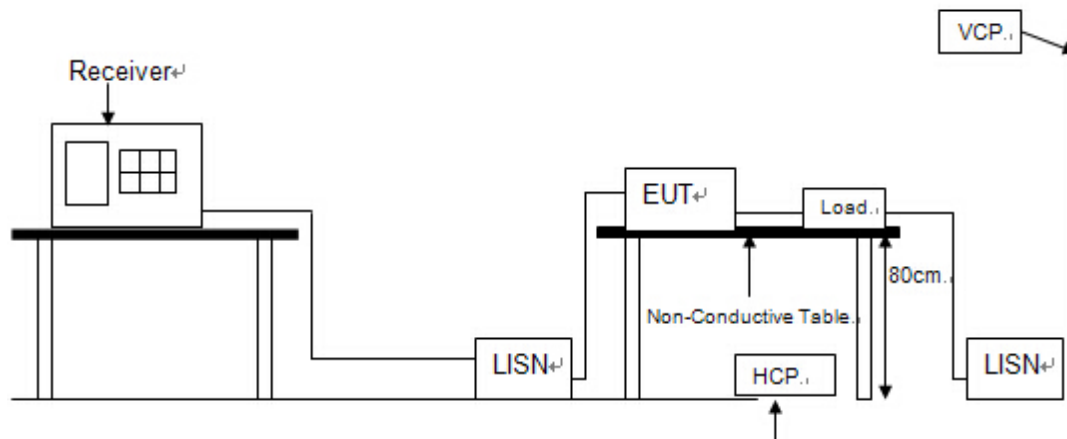 VCP.
Receiver↵
EUT↵
Load.
80cm.
Non-Conductive Table.
LISN↵
HCP.
LISN↵